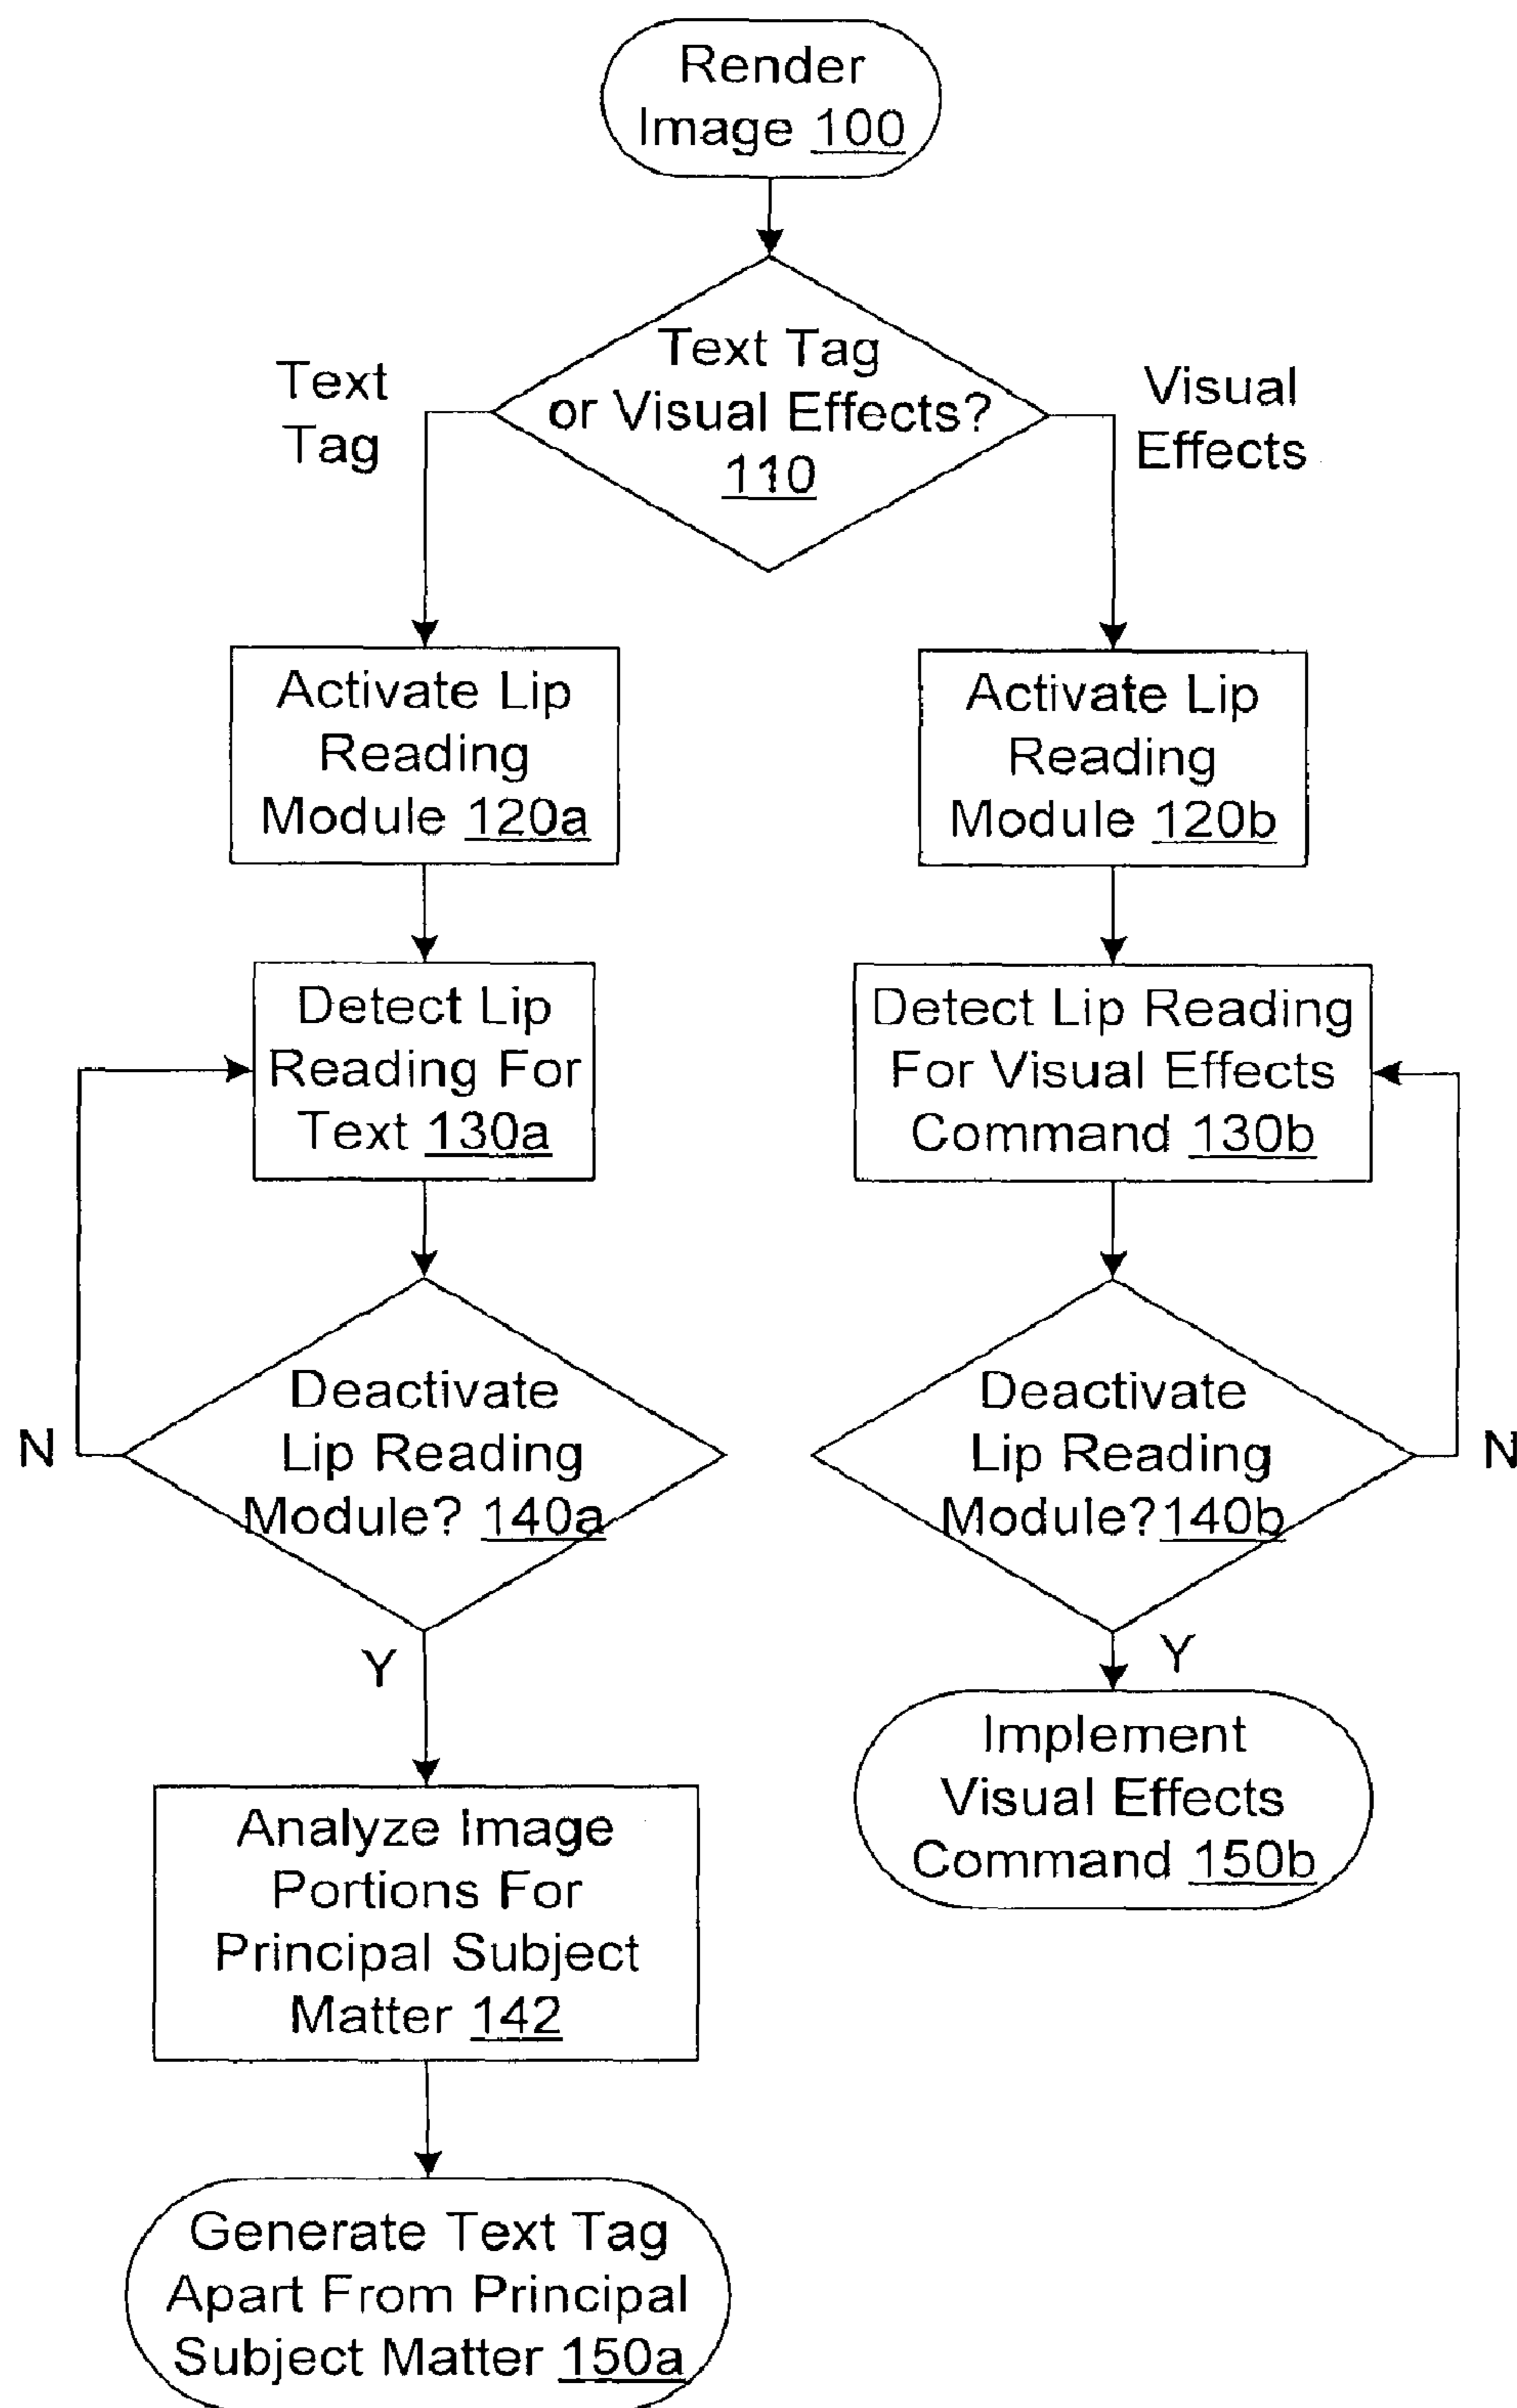 Render
Image 100
Text Tag
or Visual Effects?
110
Text
Tag
Visual
Effects
Activate Lip
Reading
Module 120a
Activate Lip
Reading
Module 120b
Detect Lip
Reading For
Text 130a
Detect Lip Reading
For Visual Effects
Command 130b
Deactivate
Lip Reading
Module? 140a
N
Y
Deactivate
Lip Reading
Module?140b
N
Y
Analyze Image
Portions For
Principal Subject
Matter 142
Implement
Visual Effects
Command 150b
Generate Text Tag
Apart From Principal
Subject Matter 150a